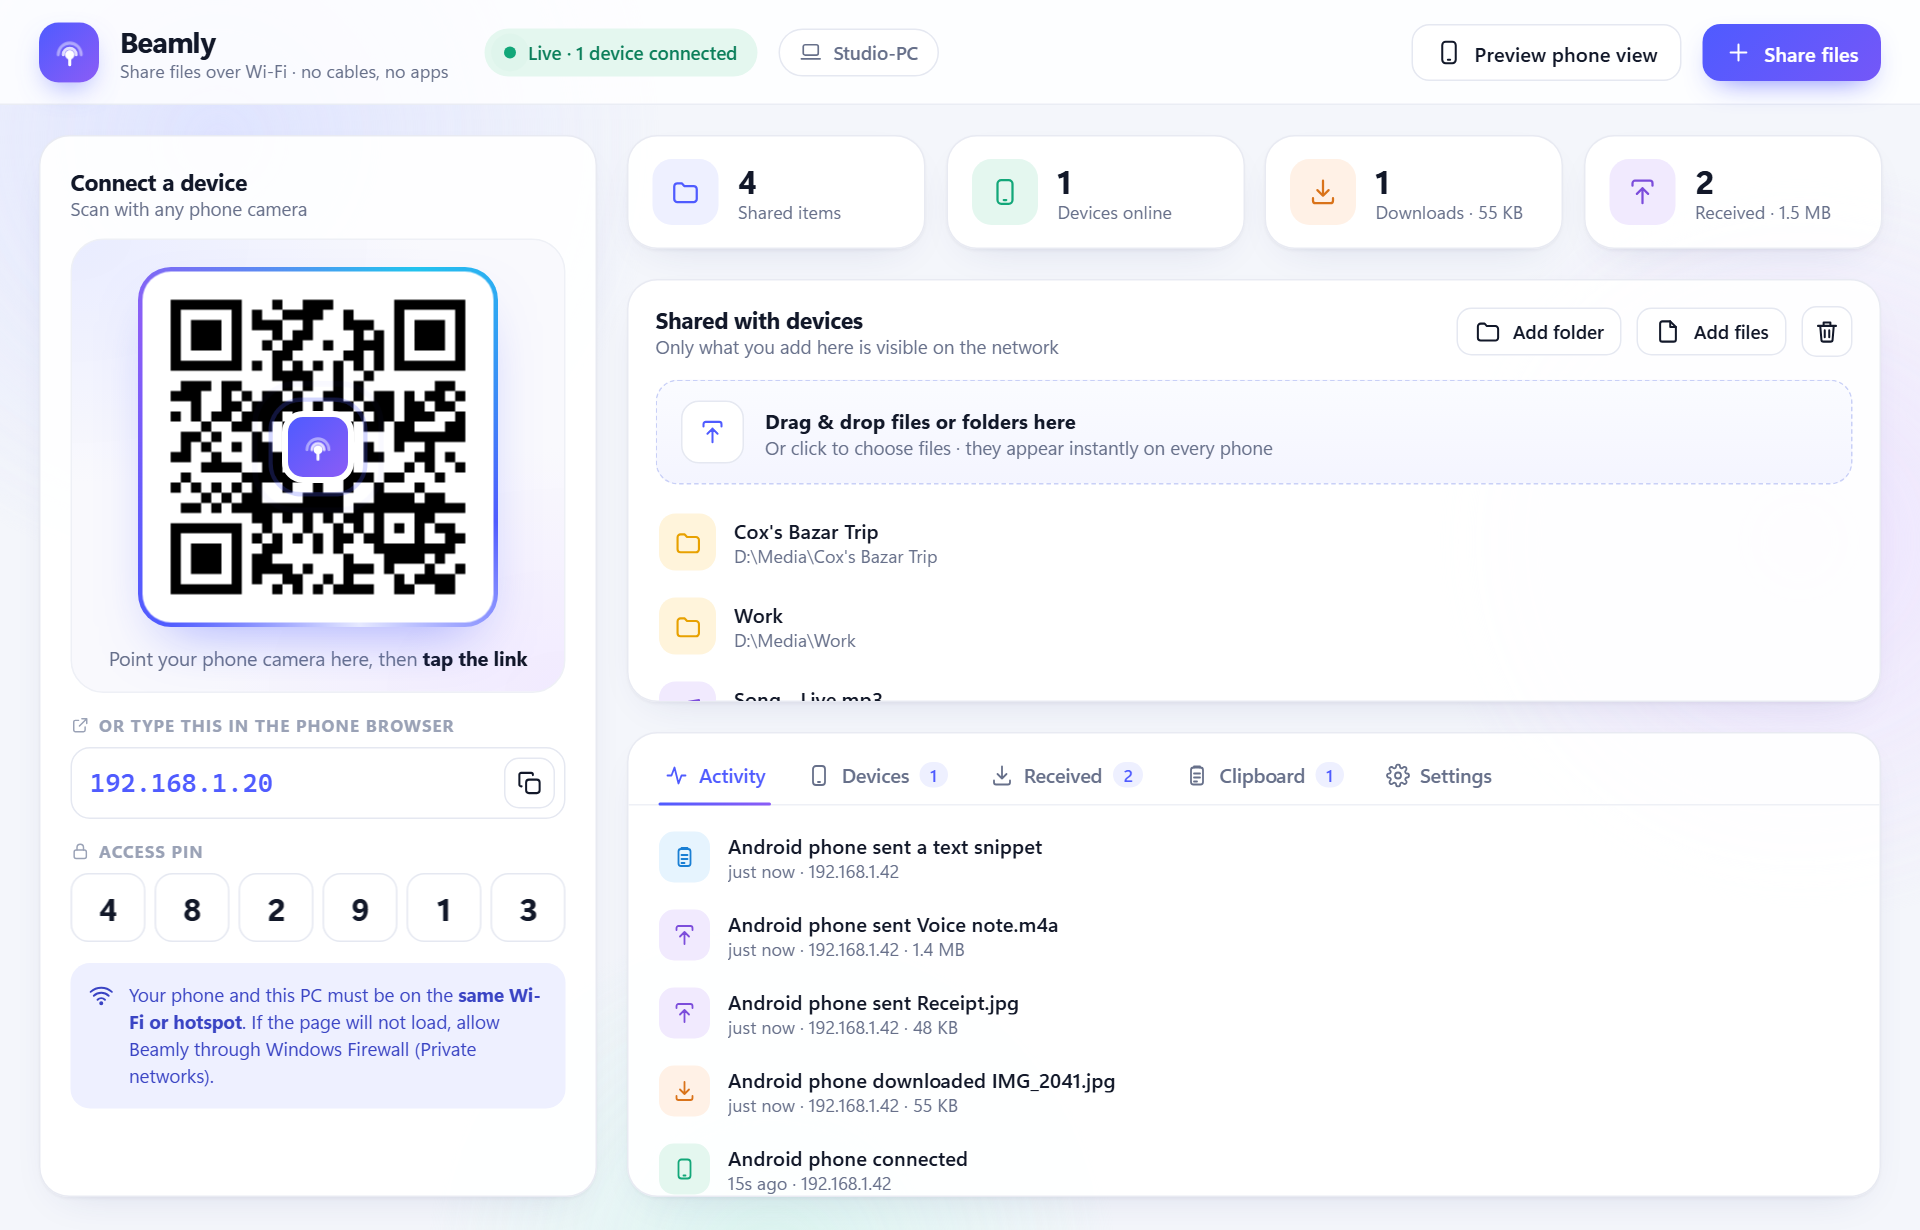 Beamly
Share files over Wi-Fi · no cables, no apps
Live · 1 device connected
Studio-PC
Preview phone view
Share files
Connect a device
Scan with any phone camera
Point your phone camera here, then tap the link
OR TYPE THIS IN THE PHONE BROWSER
192.168.1.20
ACCESS PIN
4 8 2 9 1 3
Your phone and this PC must be on the same Wi-
Fi or hotspot. If the page will not load, allow
Beamly through Windows Firewall (Private
networks).
4
Shared items
1
Devices online
1
Downloads · 55 KB
2
Received · 1.5 MB
Shared with devices
Only what you add here is visible on the network
Add folder
Add files
Drag & drop files or folders here
Or click to choose files · they appear instantly on every phone
Cox's Bazar Trip
D:\Media\Cox's Bazar Trip
Work
D:\Media\Work
Live.mp3
Activity
Devices 1
Received 2
Clipboard 1
Settings
Android phone sent a text snippet
just now · 192.168.1.42
Android phone sent Voice note.m4a
just now · 192.168.1.42 · 1.4 MB
Android phone sent Receipt.jpg
just now · 192.168.1.42 · 48 KB
Android phone downloaded IMG_2041.jpg
just now · 192.168.1.42 · 55 KB
Android phone connected
15s ago · 192.168.1.42